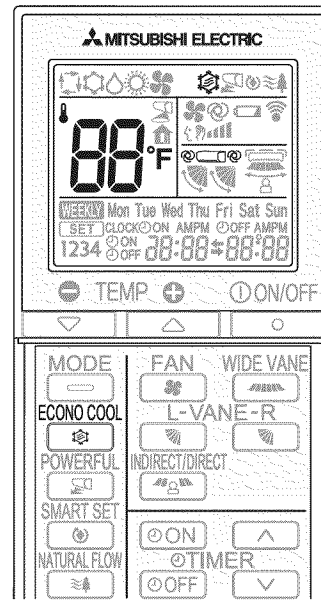 MITSUBISHI ELECTRIC
88°F
WEEKLY Mon Tue Wed Thu Fri Sat Sun
SET CLOCK ON AMPM OFF AMPM
1234 ON OFF 88:88 88:88
TEMP ON/OFF
MODE FAN WIDE VANE
ECONO COOL L-VANE-R
POWERFUL INDIRECT/DIRECT
SMART SET
ON
NATURAL FLOW TIMER
OFF